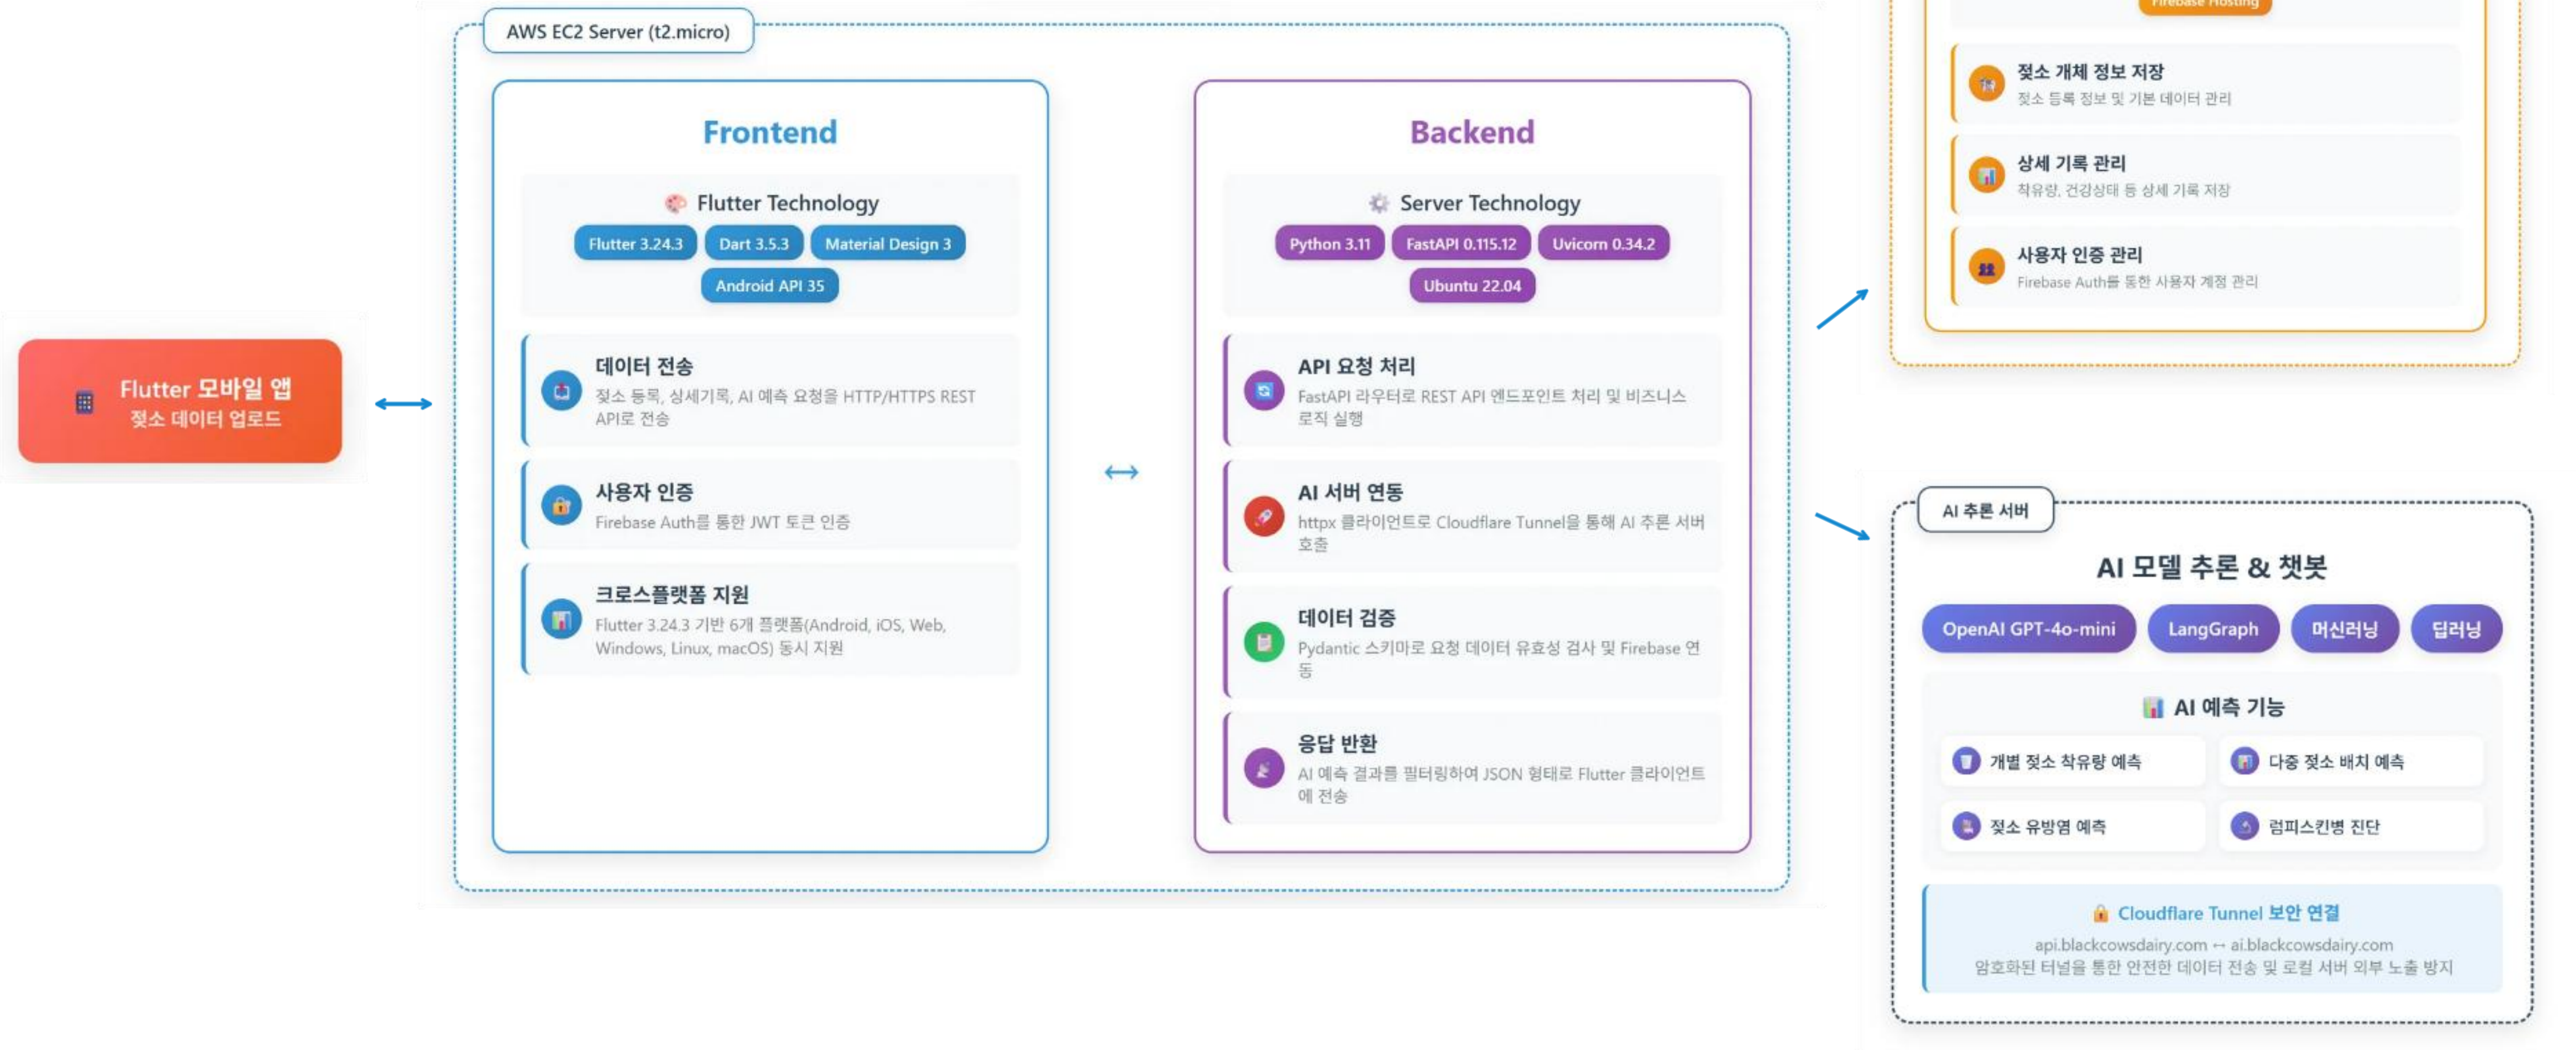 Flutter 모바일 앱
젖소 데이터 업로드
AWS EC2 Server (t2.micro)
Frontend
Flutter Technology
Flutter 3.24.3
Dart 3.5.3
Material Design 3
Android API 35
데이터 전송
젖소 등록, 상세기록, AI 예측 요청을 HTTP/HTTPS REST
API로 전송
사용자 인증
Firebase Auth를 통한 JWT 토큰 인증
크로스플랫폼 지원
Flutter 3.24.3 기반 6개 플랫폼(Android, iOS, Web,
Windows, Linux, macOS) 동시 지원
Backend
Server Technology
Python 3.11
FastAPI 0.115.12
Uvicorn 0.34.2
Ubuntu 22.04
API 요청 처리
FastAPI 라우터로 REST API 엔드포인트 처리 및 비즈니스
로직 실행
AI 서버 연동
httpx 클라이언트로 Cloudflare Tunnel을 통해 AI 추론 서버
호출
데이터 검증
Pydantic 스키마로 요청 데이터 유효성 검사 및 Firebase 연
동
응답 반환
AI 예측 결과를 필터링하여 JSON 형태로 Flutter 클라이언트
에 전송
Firebase Hosting
젖소 개체 정보 저장
젖소 등록 정보 및 기본 데이터 관리
상세 기록 관리
착유량, 건강상태 등 상세 기록 저장
사용자 인증 관리
Firebase Auth를 통한 사용자 계정 관리
AI 추론 서버
AI 모델 추론 & 챗봇
OpenAI GPT-4o-mini
LangGraph
머신러닝
딥러닝
AI 예측 기능
개별 젖소 착유량 예측
다중 젖소 배치 예측
젖소 유방염 예측
럼피스킨병 진단
Cloudflare Tunnel 보안 연결
api.blackcowsdairy.com ↔ ai.blackcowsdairy.com
암호화된 터널을 통한 안전한 데이터 전송 및 로컬 서버 외부 노출 방지